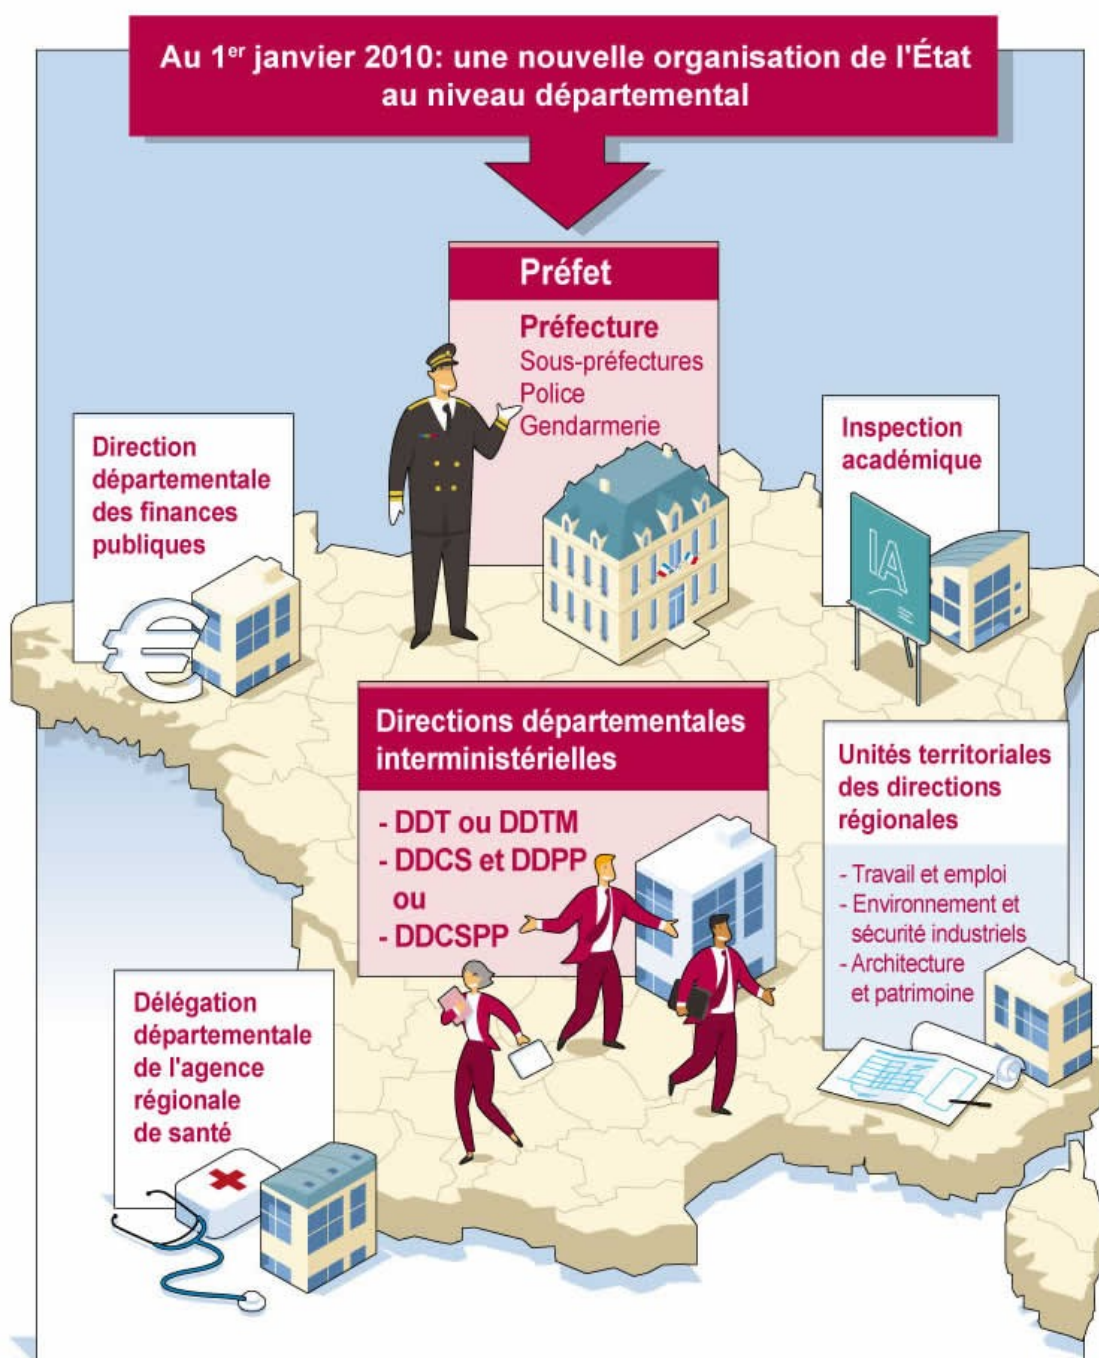 Au 1er janvier 2010: une nouvelle organisation de l'État
au niveau départemental
Préfet
Préfecture
Sous-préfectures
Police
Gendarmerie
Direction
départementale
des finances
publiques
Inspection
académique
IA
Directions départementales
interministérielles
- DDT ou DDTM
- DDCS et DDPP
ou
- DDCSPP
Unités territoriales
des directions
régionales
- Travail et emploi
- Environnement et
sécurité industriels
- Architecture
et patrimoine
Délégation
départementale
de l'agence
régionale
de santé